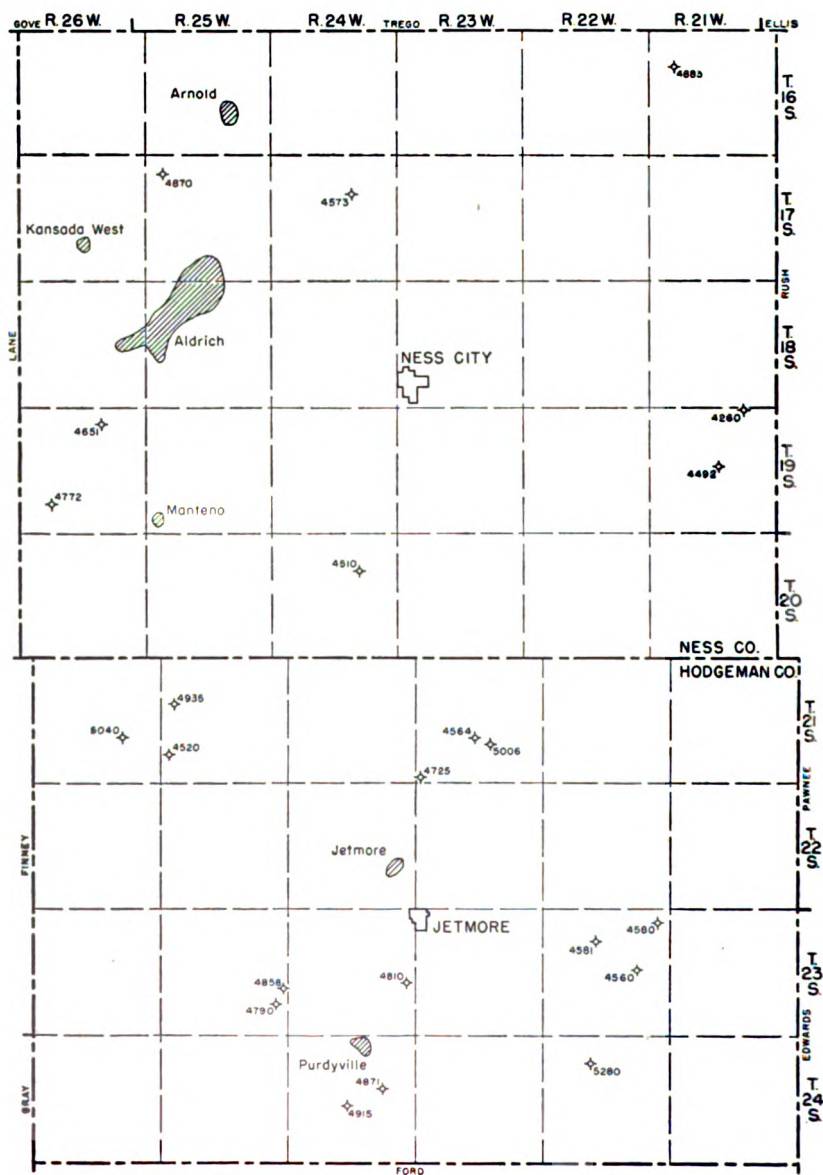 GOVE R. 26 W. R. 25 W. R. 24 W. TREGO R. 23 W. R. 22 W. R. 21 W. ELLIS
4883
T. 16 S.
Arnold
4870
4573
T. 17 S.
Kansada West
RUSH
LANE
Aldrich
T. 18 S.
NESS CITY
4260
4651
4492
T. 19 S.
4772
Manteno
4510
T. 20 S.
NESS CO.
HODGEMAN CO.
4935
T. 21 S.
5040
4564
5006
4520
4725
PAWNEE
FINNEY
Jetmore
T. 22 S.
JETMORE
4580
4581
4560
T. 23 S.
4858
4810
4790
EDWARDS
Purdyville
5280
4871
4915
T. 24 S.
GRAY
FORD